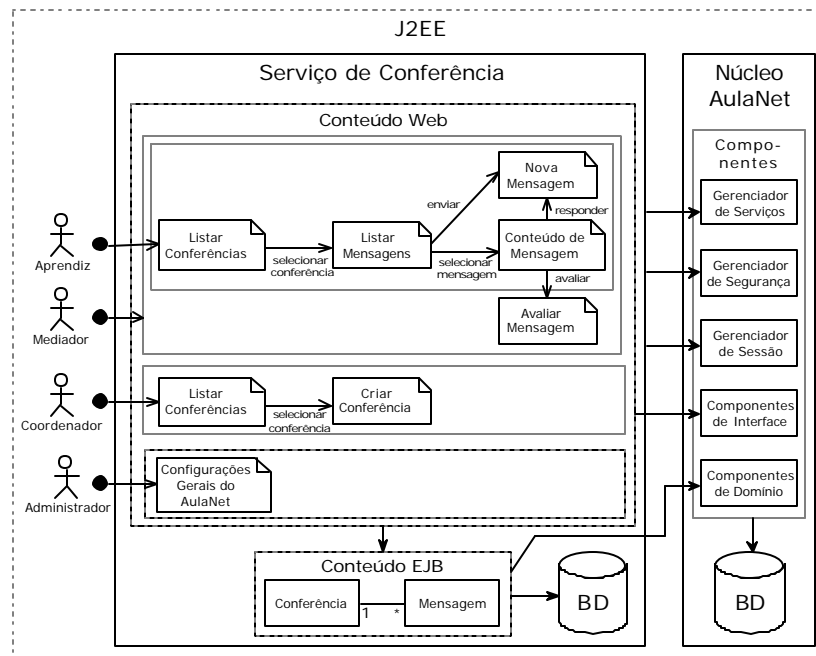 J2EE
Serviço de Conferência
Núcleo
AulaNet
Conteúdo Web
Compo-
nentes
Nova
Mensagem
enviar
responder
Gerenciador
de Serviços
Aprendiz
Listar
Conferências
selecionar
conferência
Listar
Mensagens
selecionar
mensagem
Conteúdo de
Mensagem
avaliar
Gerenciador
de Segurança
Mediador
Avaliar
Mensagem
Gerenciador
de Sessão
Coordenador
Listar
Conferências
selecionar
conferência
Criar
Conferência
Componentes
de Interface
Administrador
Configurações
Gerais do
AulaNet
Componentes
de Domínio
Conteúdo EJB
Conferência
1
*
Mensagem
BD
BD